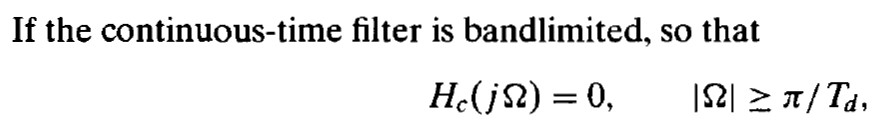 If the continuous-time filter is bandlimited, so that
H_c(jΩ) = 0, |Ω| ≥ π/T_d,